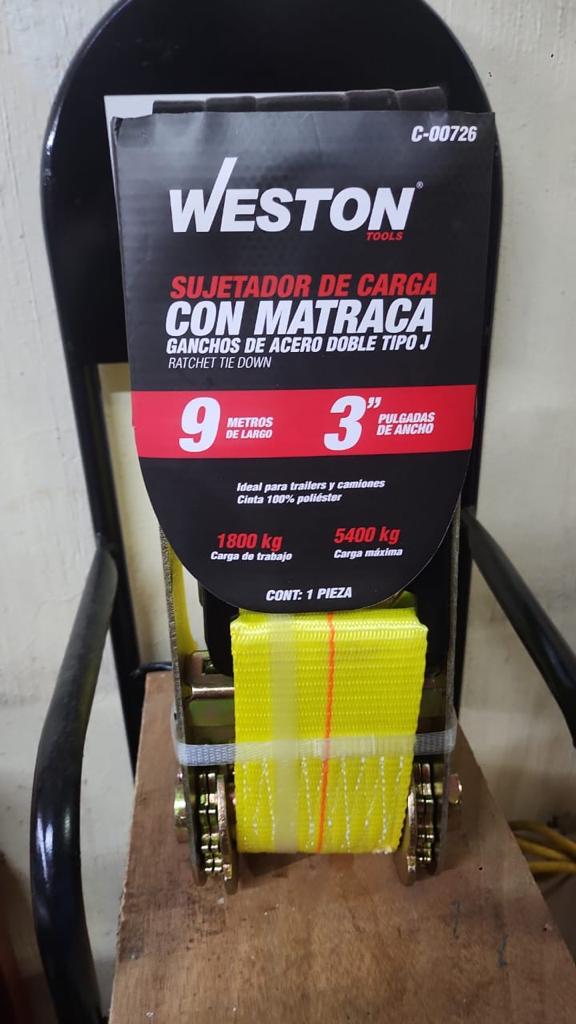 C-00726
WESTON®
TOOLS
SUJETADOR DE CARGA
CON MATRACA
GANCHOS DE ACERO DOBLE TIPO J
RATCHET TIE DOWN
9 METROS
DE LARGO
3” PULGADAS
DE ANCHO
Ideal para trailers y camiones
Cinta 100% poliéster
1800 kg
Carga de trabajo
5400 kg
Carga máxima
CONT: 1 PIEZA